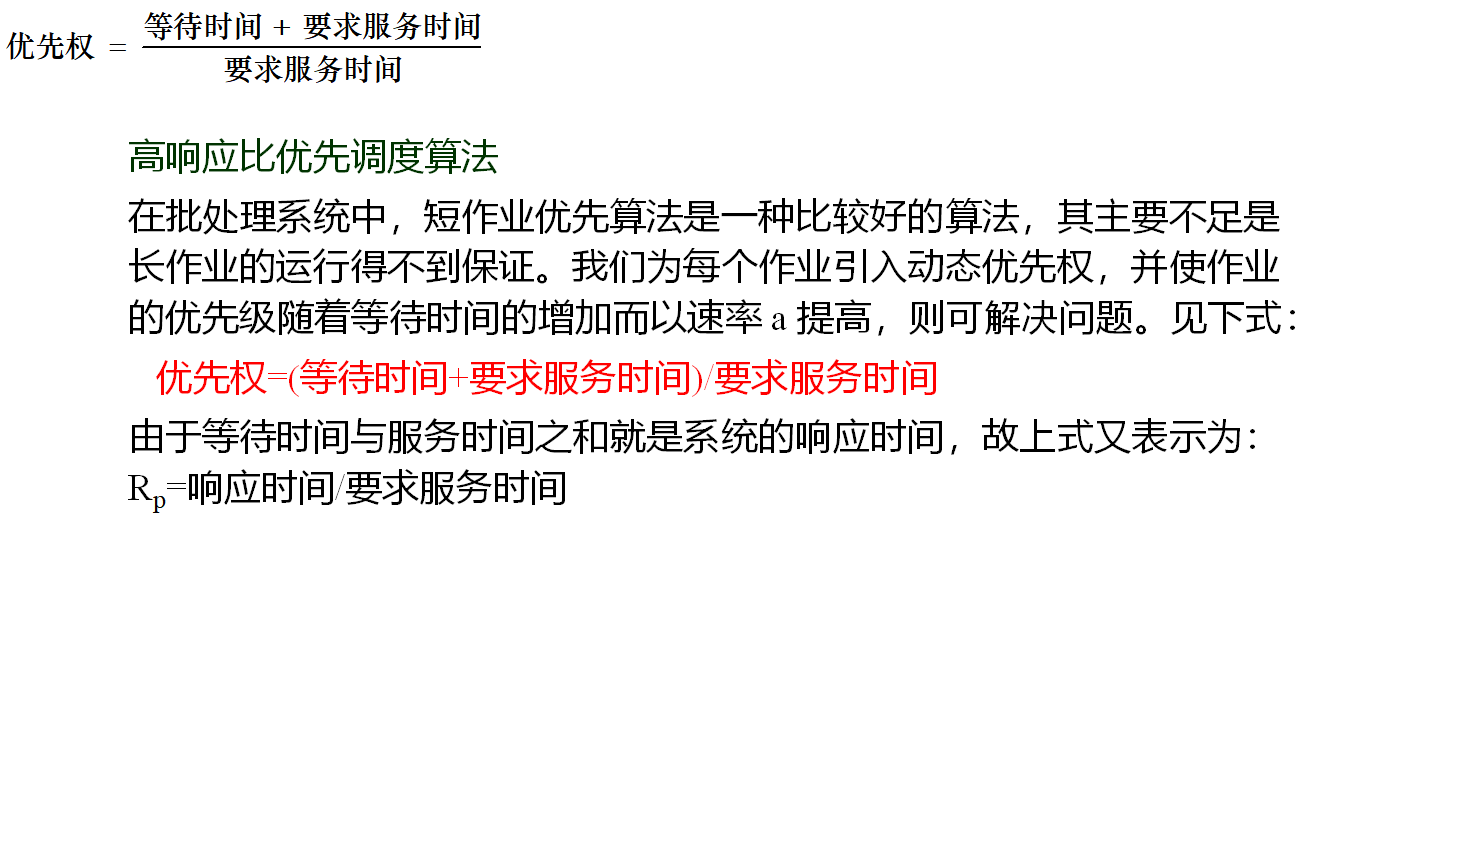 优先权 = 等待时间 + 要求服务时间
要求服务时间
高响应比优先调度算法
在批处理系统中，短作业优先算法是一种比较好的算法，其主要不足是
长作业的运行得不到保证。我们为每个作业引入动态优先权，并使作业
的优先级随着等待时间的增加而以速率 a 提高，则可解决问题。见下式：
优先权=(等待时间+要求服务时间)/要求服务时间
由于等待时间与服务时间之和就是系统的响应时间，故上式又表示为：
Rp=响应时间/要求服务时间